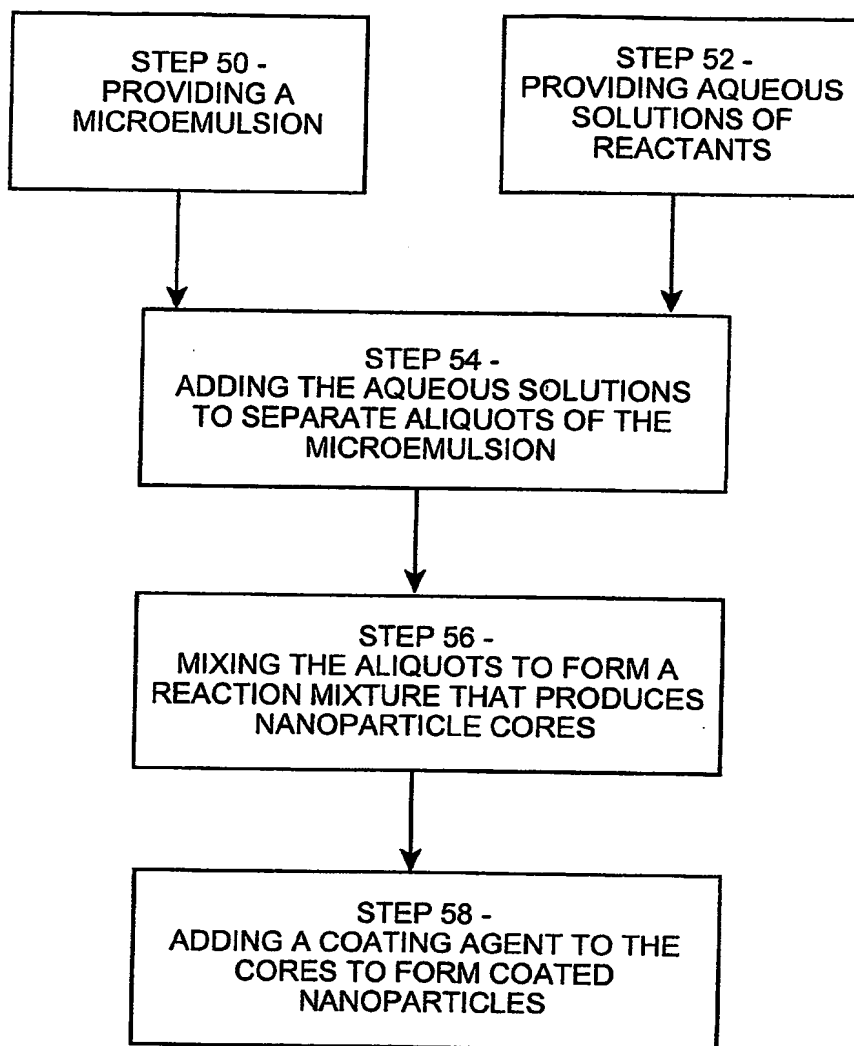 STEP 50 -
PROVIDING A
MICROEMULSION
STEP 52 -
PROVIDING AQUEOUS
SOLUTIONS OF
REACTANTS
STEP 54 -
ADDING THE AQUEOUS SOLUTIONS
TO SEPARATE ALIQUOTS OF THE
MICROEMULSION
STEP 56 -
MIXING THE ALIQUOTS TO FORM A
REACTION MIXTURE THAT PRODUCES
NANOPARTICLE CORES
STEP 58 -
ADDING A COATING AGENT TO THE
CORES TO FORM COATED
NANOPARTICLES